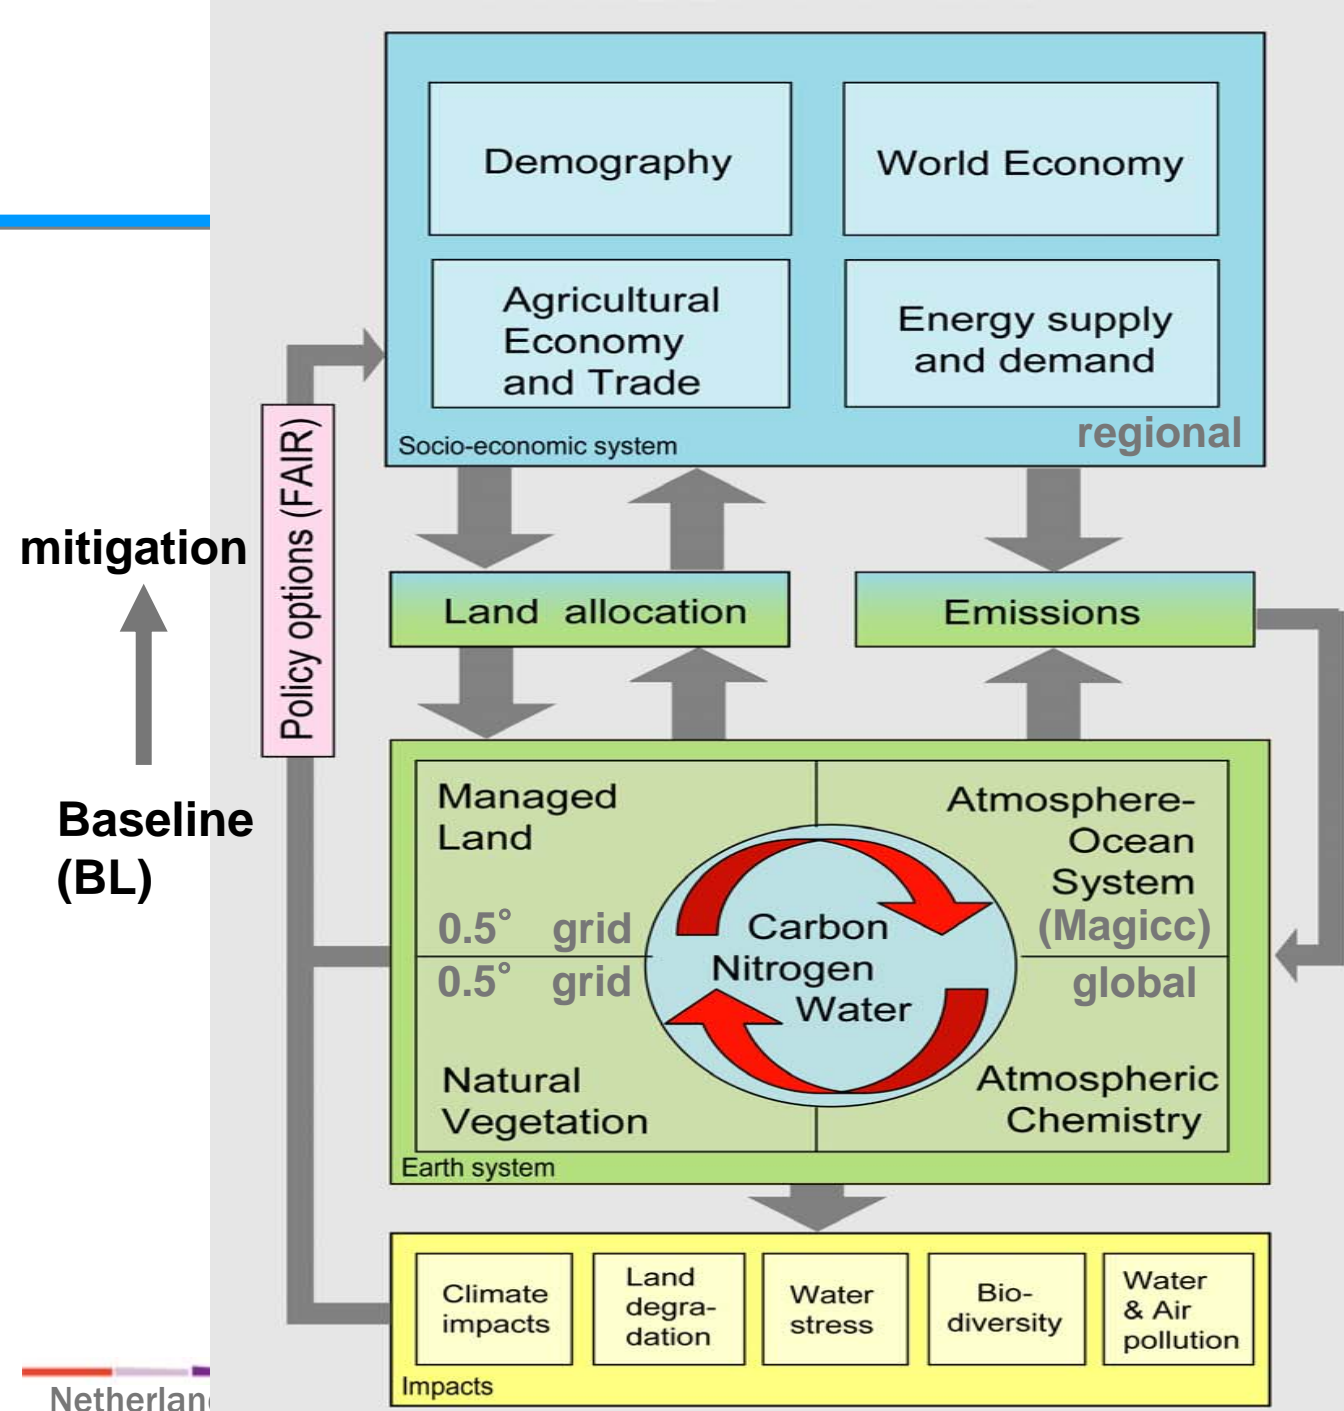 Demography
World Economy
Agricultural
Economy
and Trade
Energy supply
and demand
Socio-economic system
regional
Policy options (FAIR)
mitigation
Baseline
(BL)
Land allocation
Emissions
Managed
Land
Atmosphere-
Ocean
System
(Magicc)
0.5° grid
0.5° grid
global
Carbon
Nitrogen
Water
Natural
Vegetation
Atmospheric
Chemistry
Earth system
Climate
impacts
Land
degra-
dation
Water
stress
Bio-
diversity
Water
& Air
pollution
Impacts